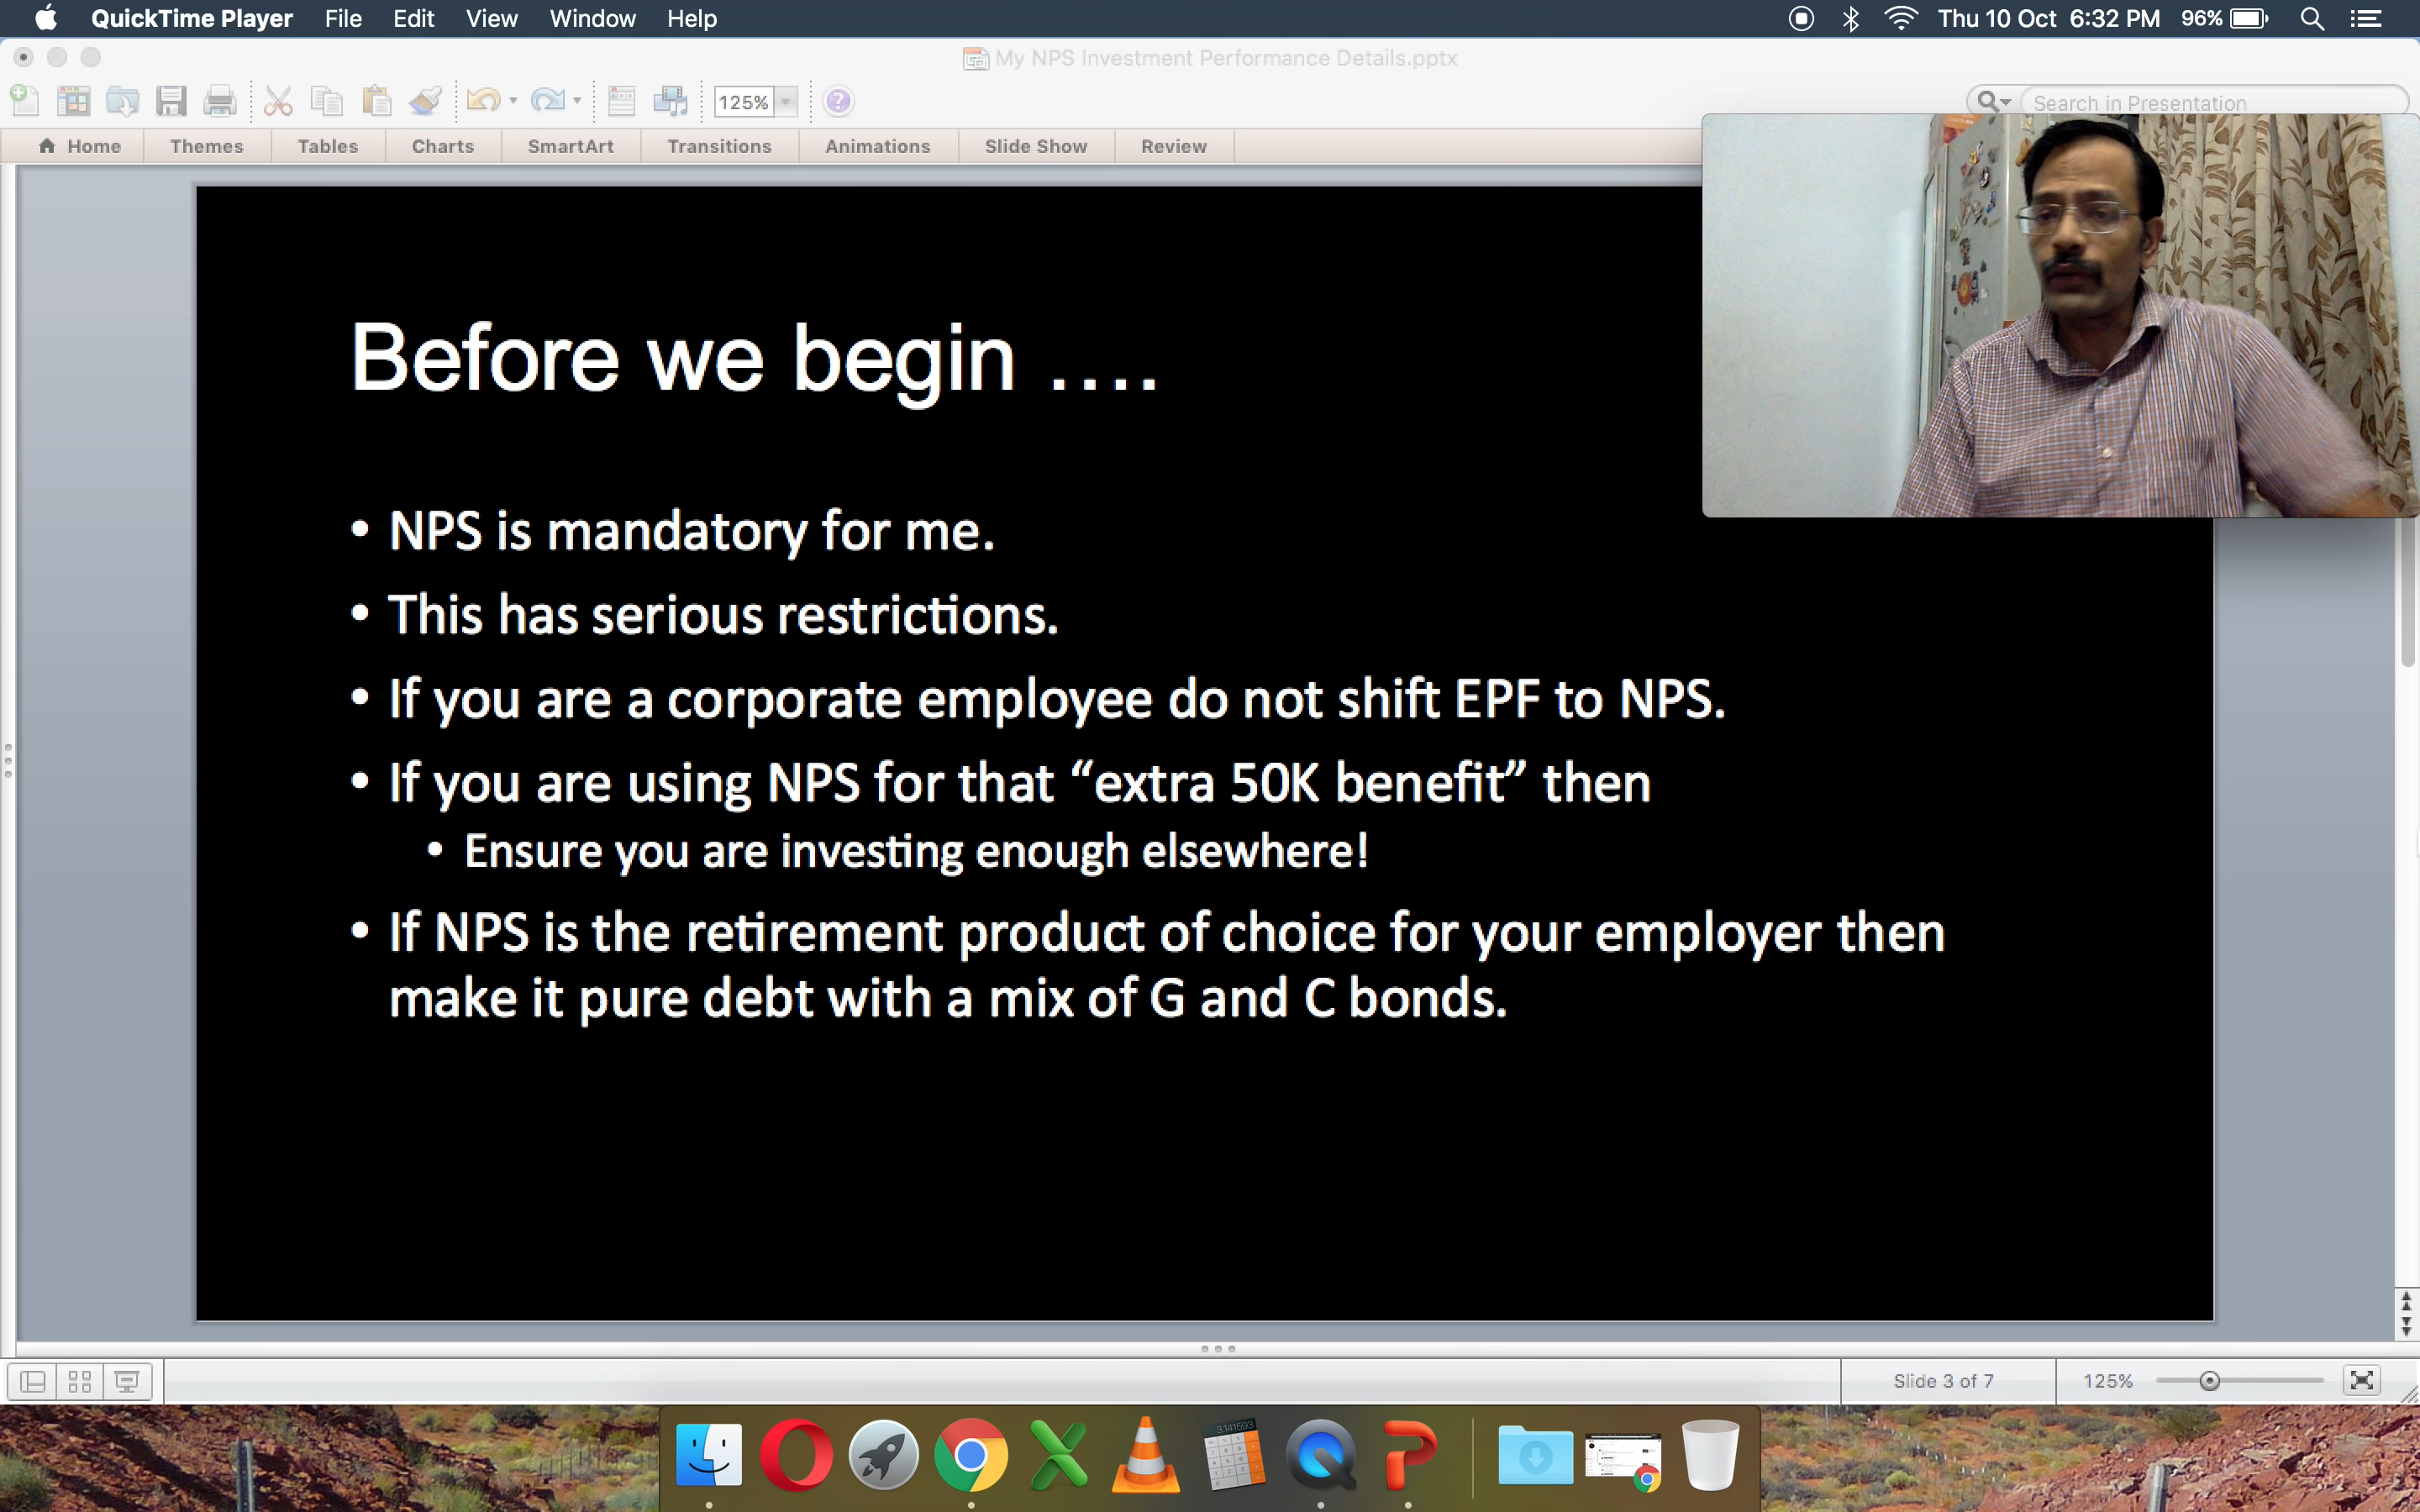 QuickTime Player File Edit View Window Help Thu 10 Oct 6:32 PM 96%
My NPS Investment Performance Details.pptx
125% Search in Presentation
Home Themes Tables Charts SmartArt Transitions Animations Slide Show Review
Before we begin ....
• NPS is mandatory for me.
• This has serious restrictions.
• If you are a corporate employee do not shift EPF to NPS.
• If you are using NPS for that “extra 50K benefit” then
• Ensure you are investing enough elsewhere!
• If NPS is the retirement product of choice for your employer then
make it pure debt with a mix of G and C bonds.
Slide 3 of 7 125%
3.141593